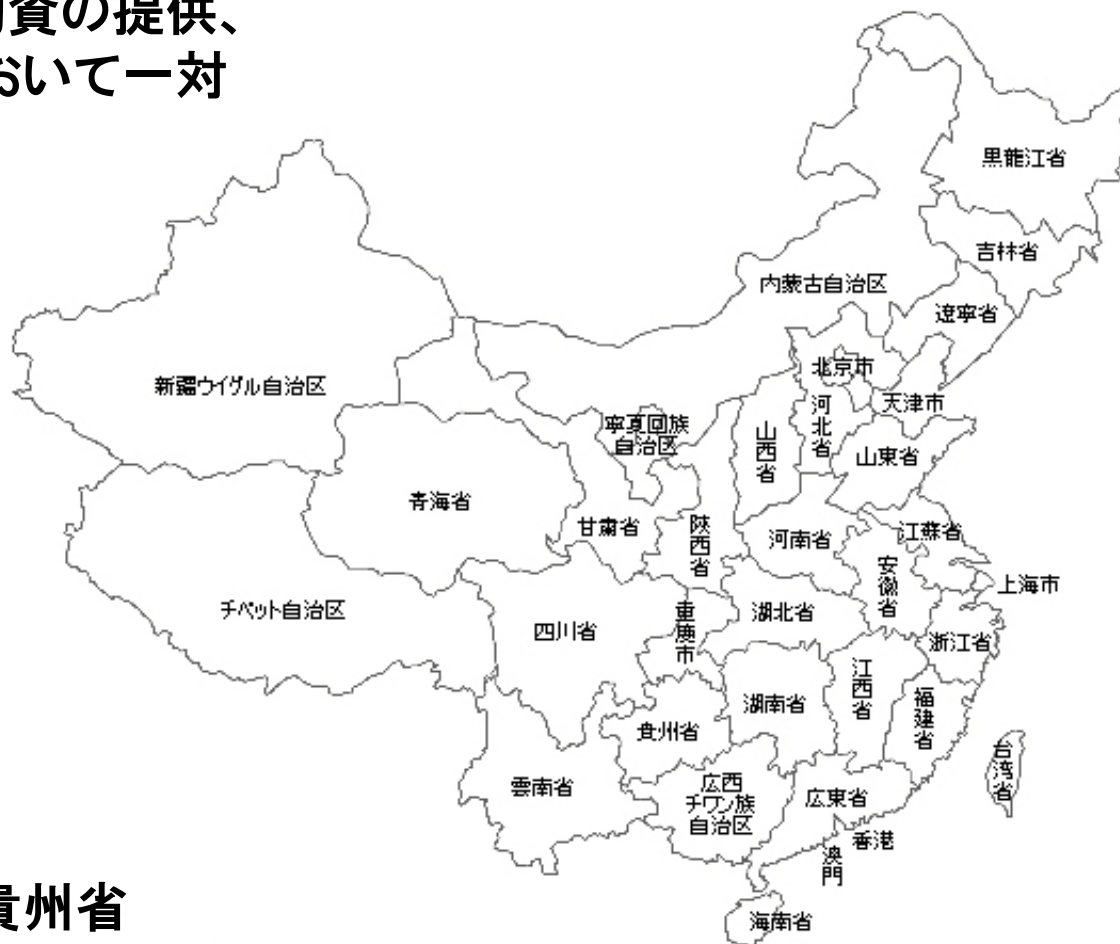 資の提供、
おいて一対
黒龍江省
吉林省
内蒙古自治区
遼寧省
北京市
新疆ウイグル自治区
河北省
天津市
寧夏回族
自治区
山西省
山東省
青海省
甘粛省
陝西省
河南省
江蘇省
安徽省
上海市
チベット自治区
四川省
重慶市
湖北省
浙江省
江西省
湖南省
福建省
貴州省
台湾省
雲南省
広西
チワン族
自治区
広東省
香港
澳門
貴州省
海南省